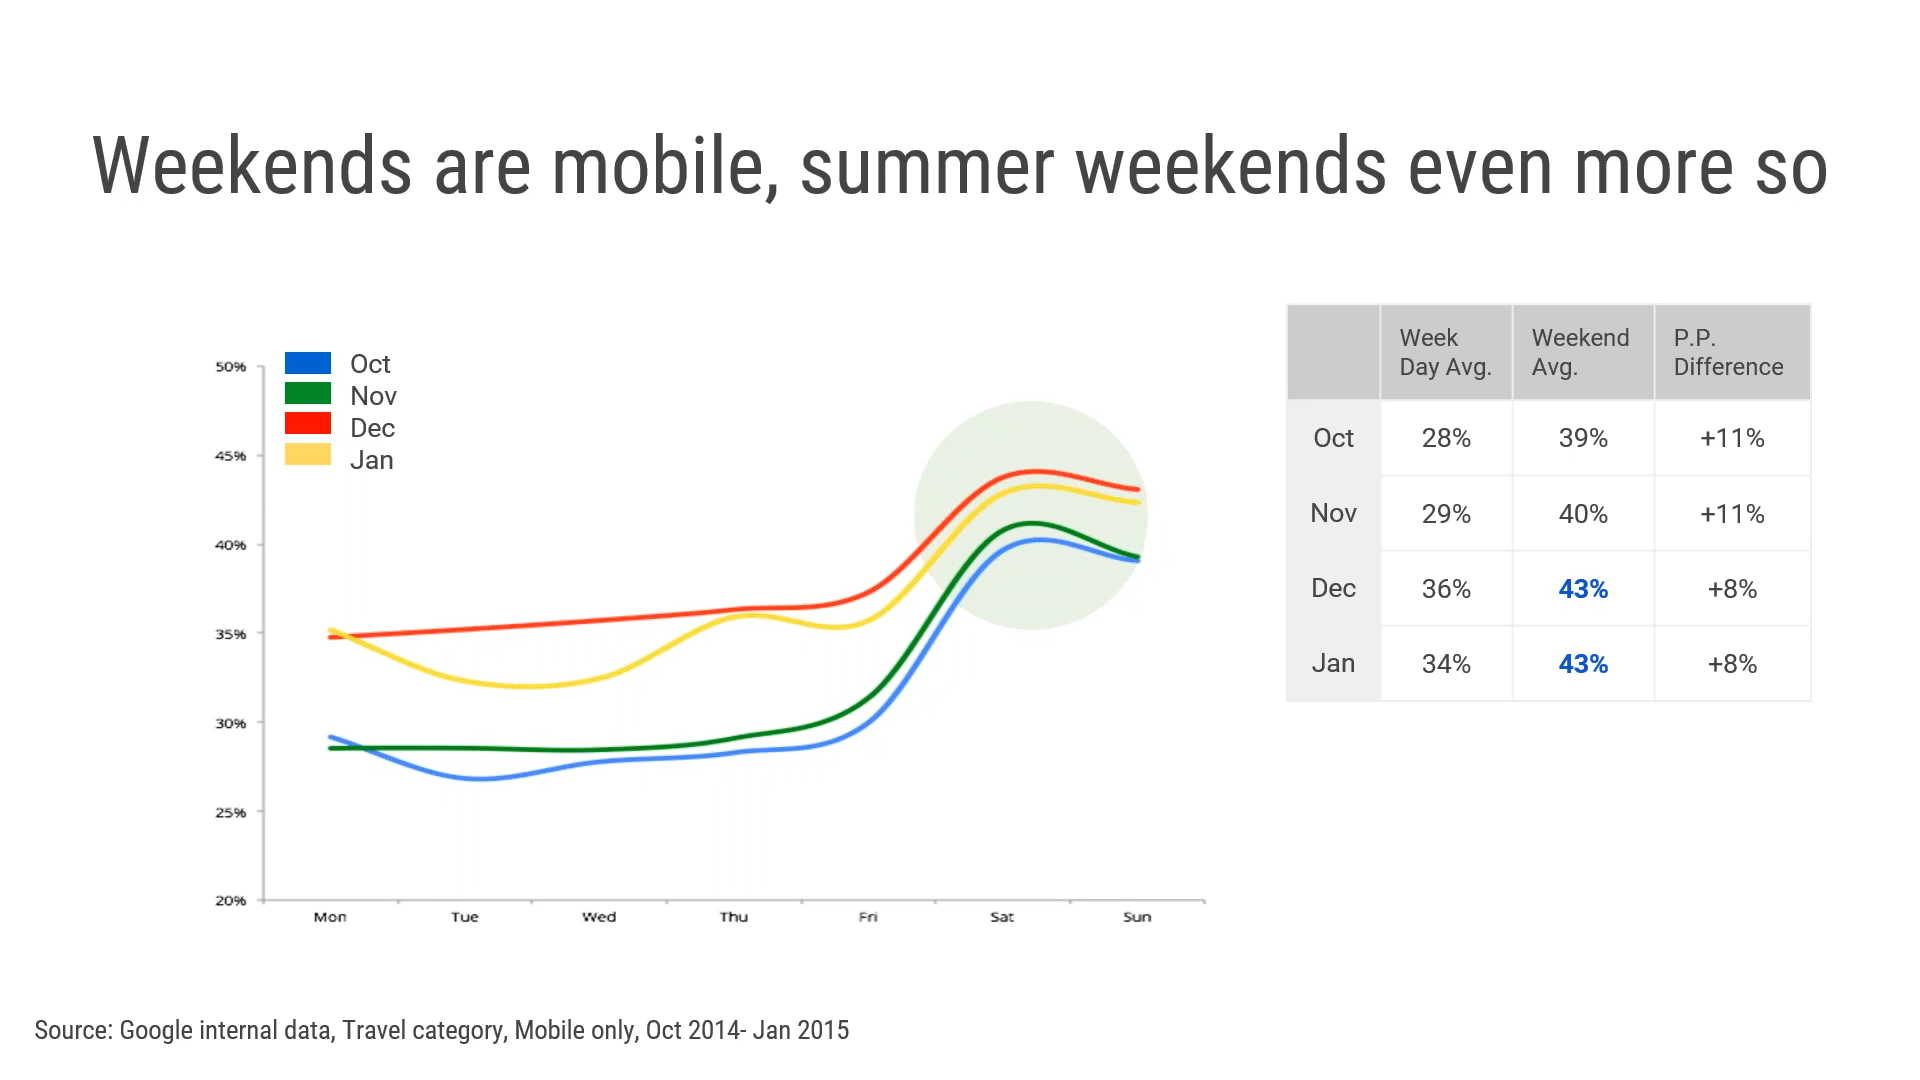 Weekends are mobile, summer weekends even more so
50%
45%
40%
35%
30%
25%
20%
Oct
Nov
Dec
Jan
Mon Tue Wed Thu Fri Sat Sun
Week Day Avg. Weekend Avg. P.P. Difference
Oct 28% 39% +11%
Nov 29% 40% +11%
Dec 36% 43% +8%
Jan 34% 43% +8%
Source: Google internal data, Travel category, Mobile only, Oct 2014- Jan 2015